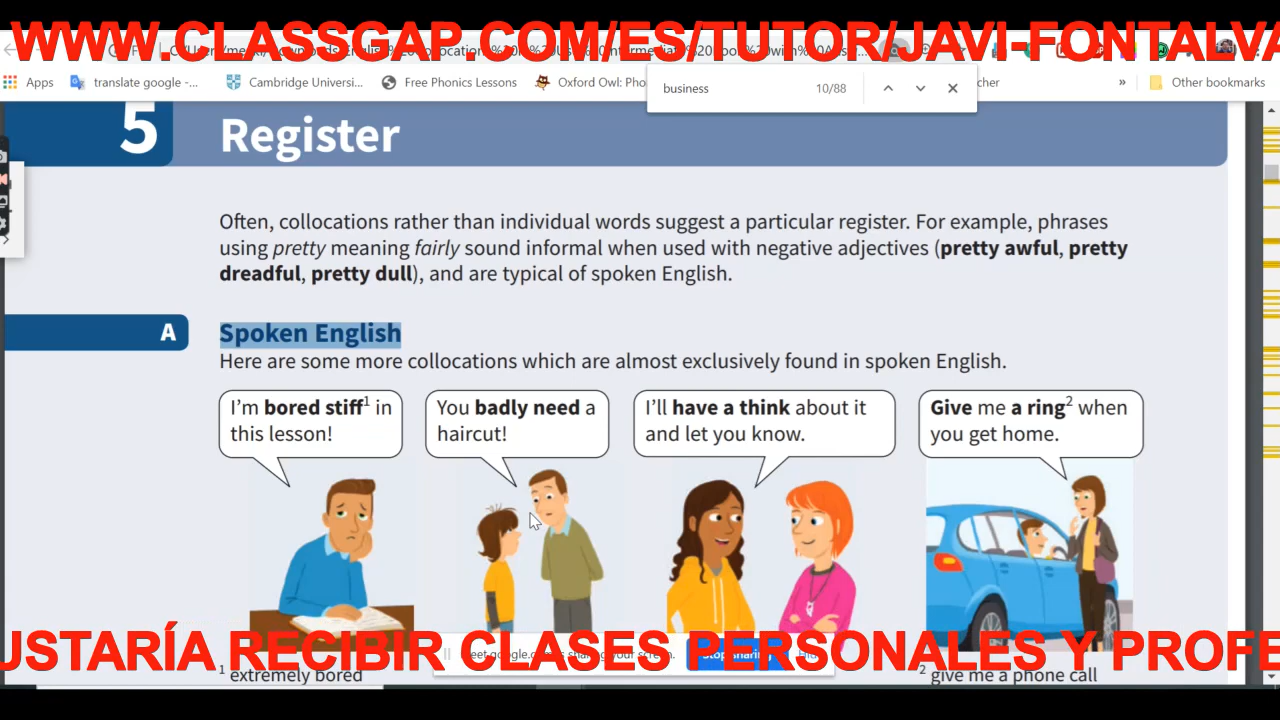 WWW.CLASSGAP.COM/ES/TUTOR/JAVI-FONTALVA
Apps translate google -... Cambridge Universi... Free Phonics Lessons Oxford Owl: Pho Other bookmarks
business 10/88
5 Register
Often, collocations rather than individual words suggest a particular register. For example, phrases
using pretty meaning fairly sound informal when used with negative adjectives (pretty awful, pretty
dreadful, pretty dull), and are typical of spoken English.
A Spoken English
Here are some more collocations which are almost exclusively found in spoken English.
I'm bored stiff¹ in
this lesson!
You badly need a
haircut!
I'll have a think about it
and let you know.
Give me a ring² when
you get home.
USTARÍA RECIBIR CLASES PERSONALES Y PROFE
¹ extremely bored
² give me a phone call